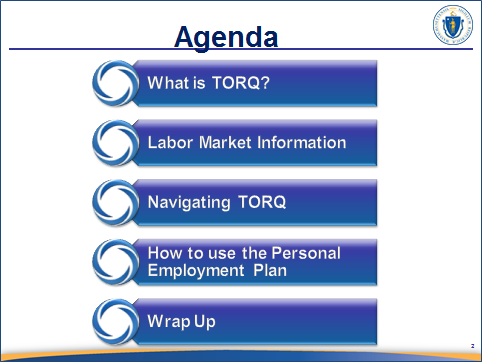 Agenda
What is TORQ?
Labor Market Information
Navigating TORQ
How to use the Personal
Employment Plan
Wrap Up
2